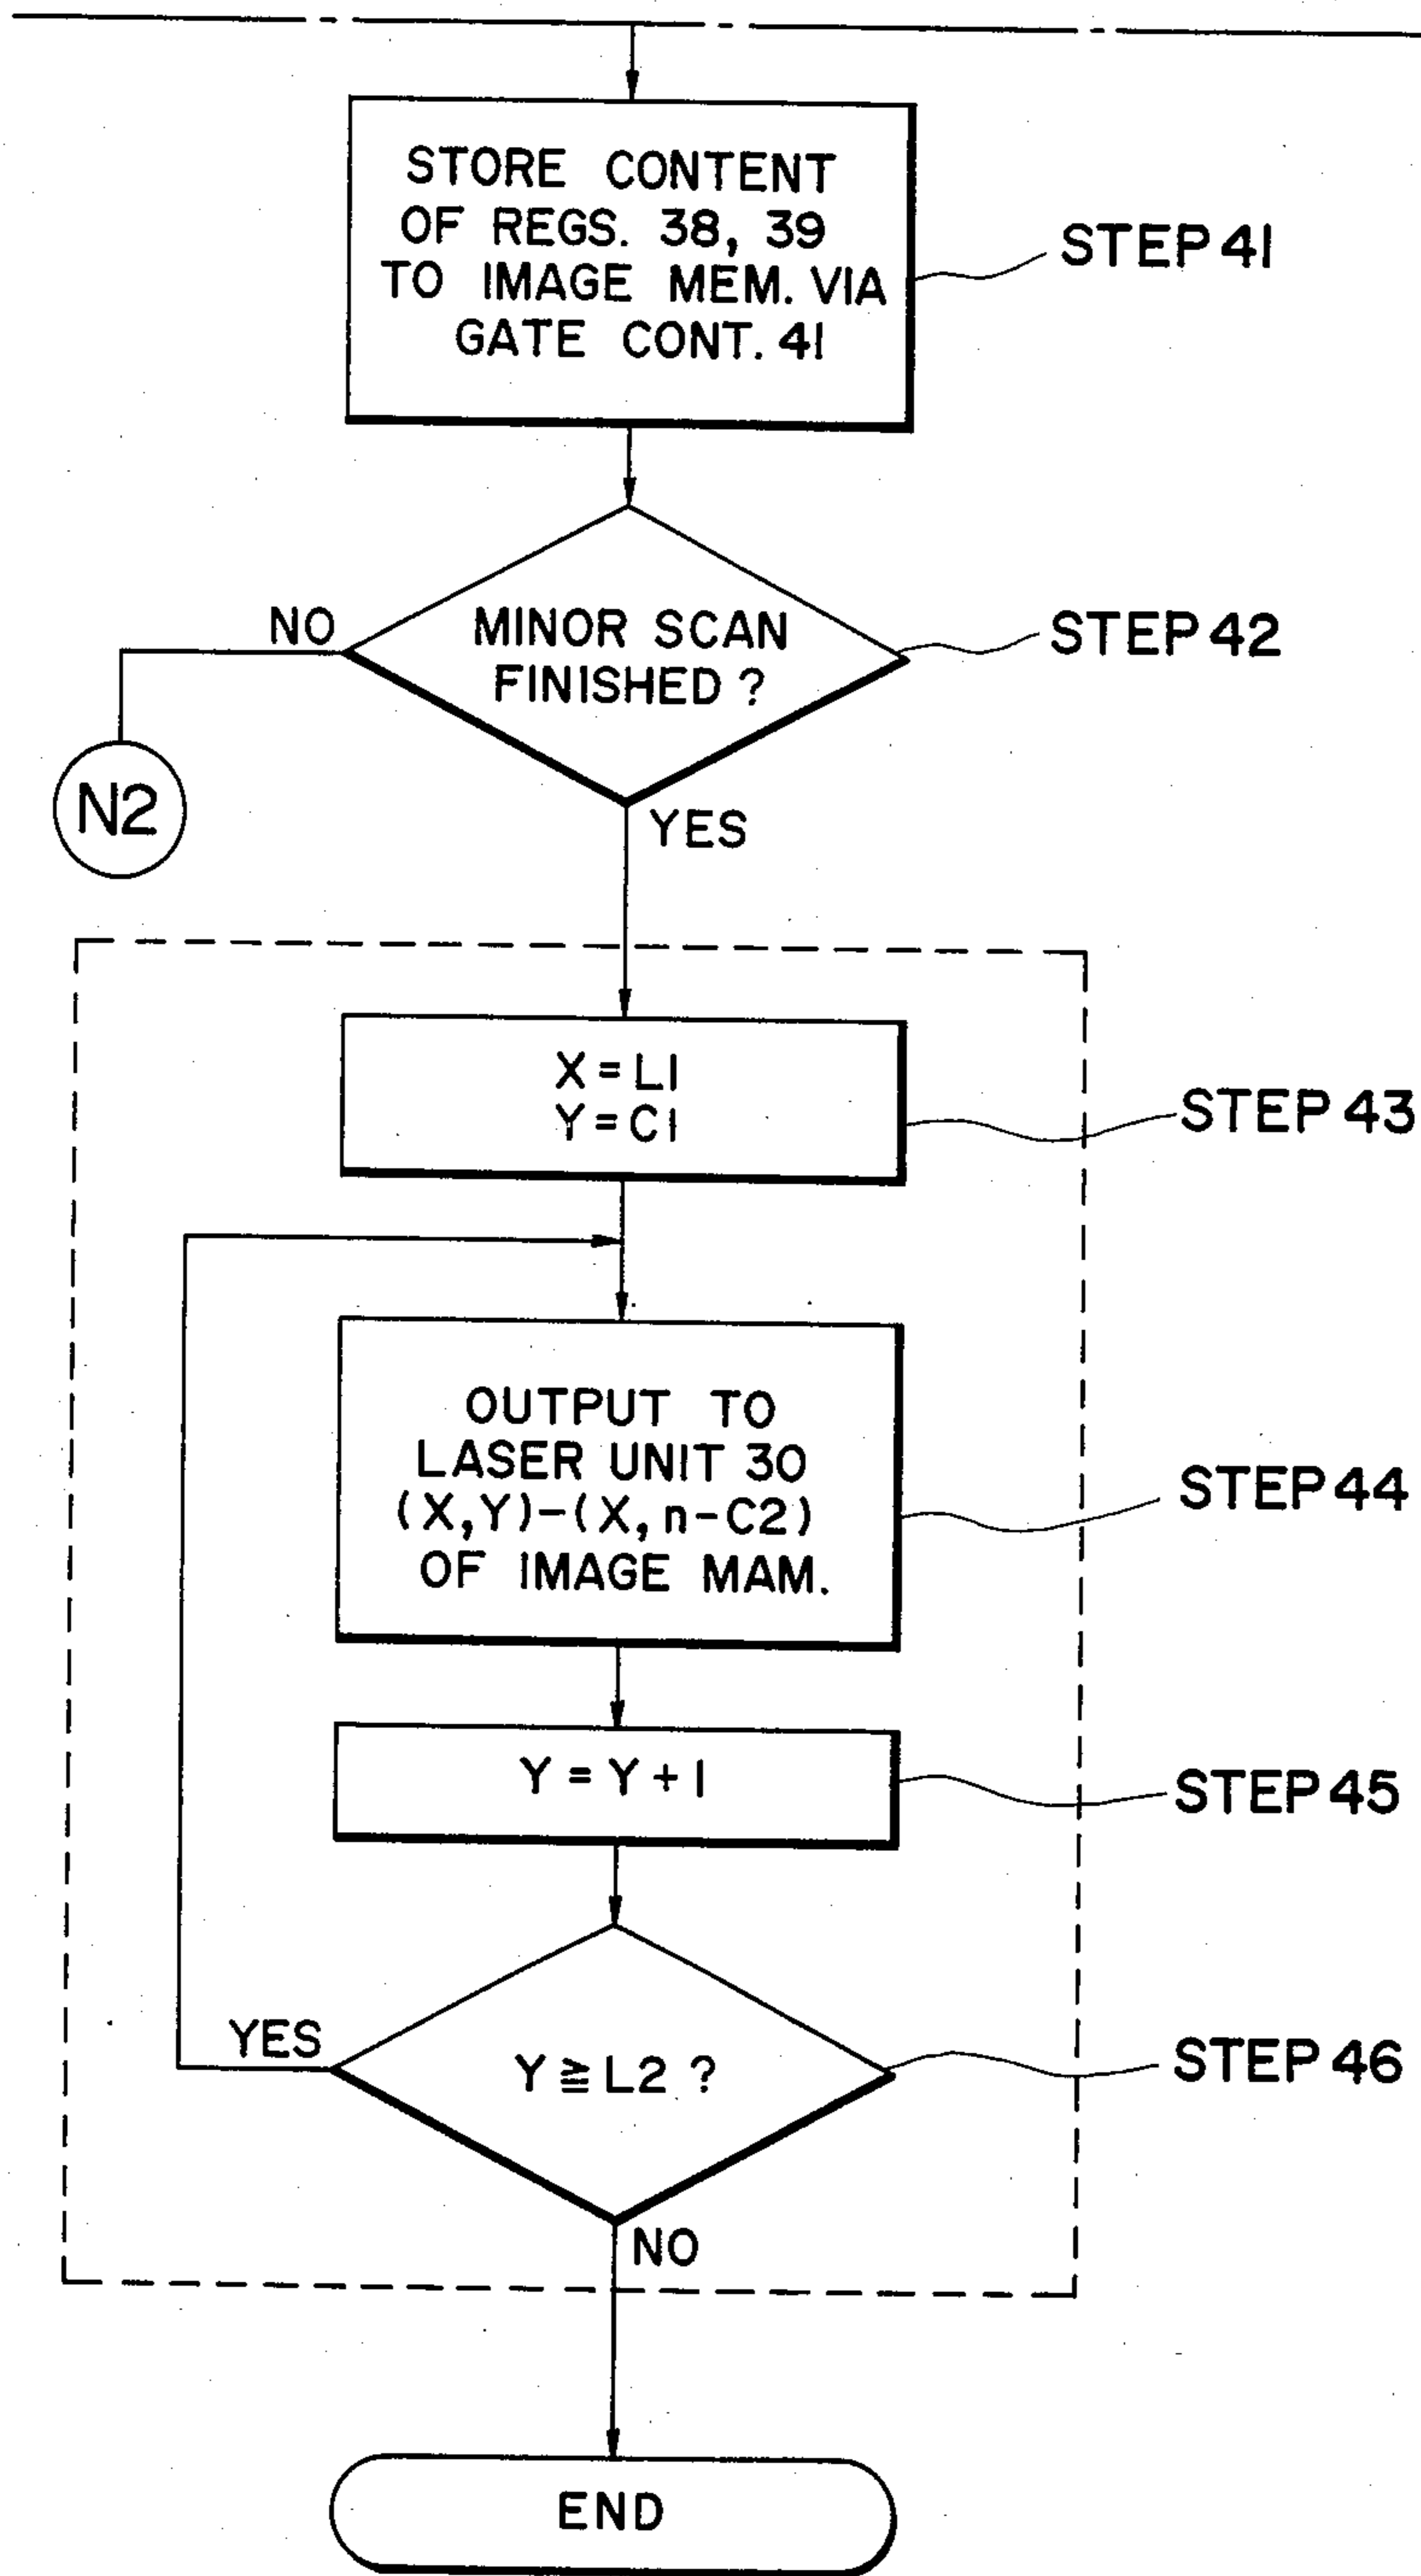 STORE CONTENT
OF REGS. 38, 39
TO IMAGE MEM. VIA
GATE CONT. 41
STEP 41
NO
MINOR SCAN
FINISHED ?
STEP 42
N2
YES
X = L1
Y = C1
STEP 43
OUTPUT TO
LASER UNIT 30
(X,Y)-(X, n-C2)
OF IMAGE MAM.
STEP 44
Y = Y + 1
STEP 45
YES
Y ≧ L2 ?
STEP 46
NO
END